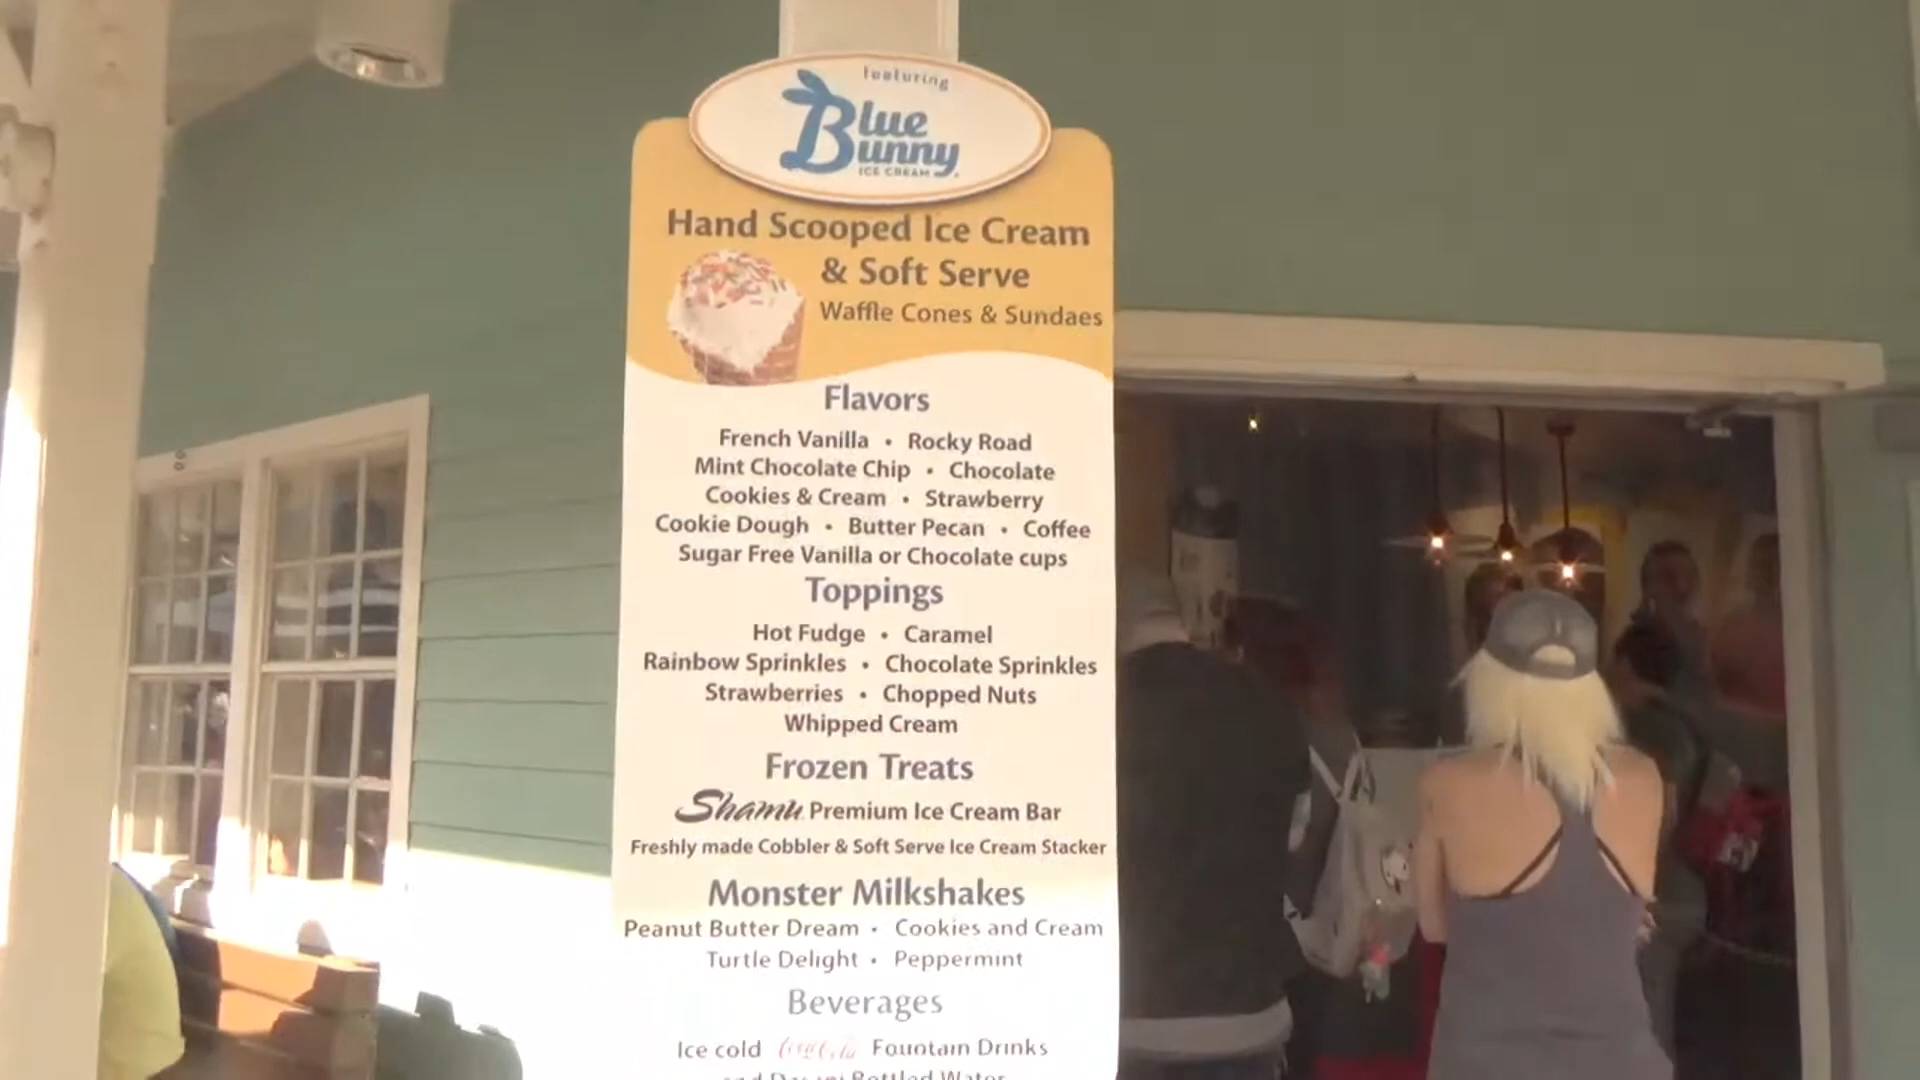 featuring
Blue
Bunny
ICE CREAM
Hand Scooped Ice Cream
& Soft Serve
Waffle Cones & Sundaes
Flavors
French Vanilla • Rocky Road
Mint Chocolate Chip • Chocolate
Cookies & Cream • Strawberry
Cookie Dough • Butter Pecan • Coffee
Sugar Free Vanilla or Chocolate cups
Toppings
Hot Fudge • Caramel
Rainbow Sprinkles • Chocolate Sprinkles
Strawberries • Chopped Nuts
Whipped Cream
Frozen Treats
Shamu Premium Ice Cream Bar
Freshly made Cobbler & Soft Serve Ice Cream Stacker
Monster Milkshakes
Peanut Butter Dream • Cookies and Cream
Turtle Delight • Peppermint
Beverages
Ice cold Coca-Cola Fountain Drinks
and Dasani Bottled Water